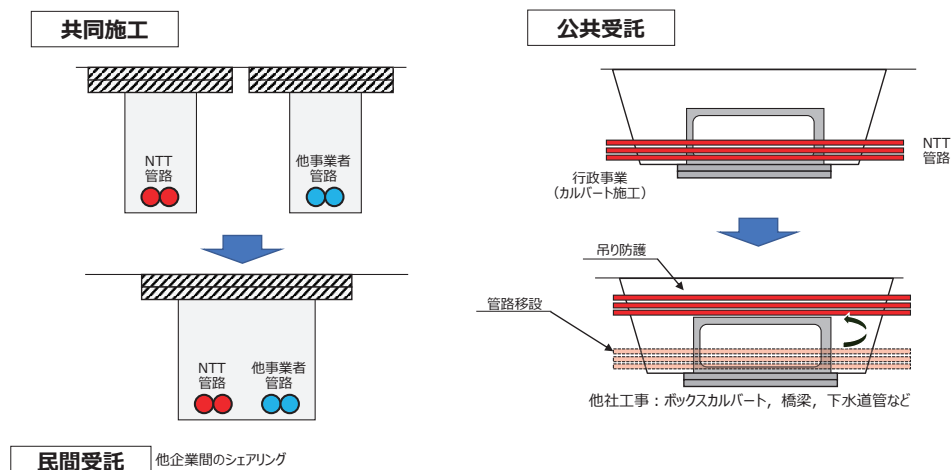 共同施工
NTT
管路
他事業者
管路
NTT
管路
他事業者
管路
公共受託
NTT
管路
行政事業
（カルバート施工）
吊り防護
管路移設
他社工事：ボックスカルバート，橋梁，下水道管など
民間受託
他企業間のシェアリング